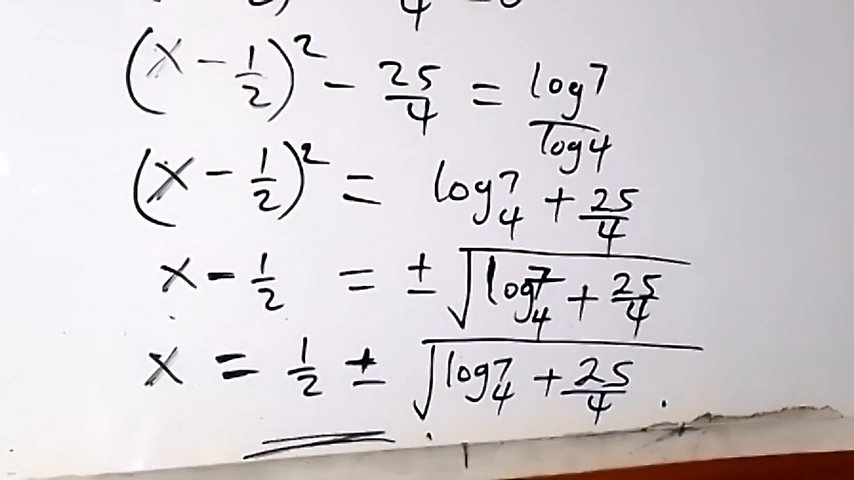 (x - 1/2)² - 25/4 = log7/log4
(x - 1/2)² = log₄7 + 25/4
x - 1/2 = ± √(log₄7 + 25/4)
x = 1/2 ± √(log₄7 + 25/4).